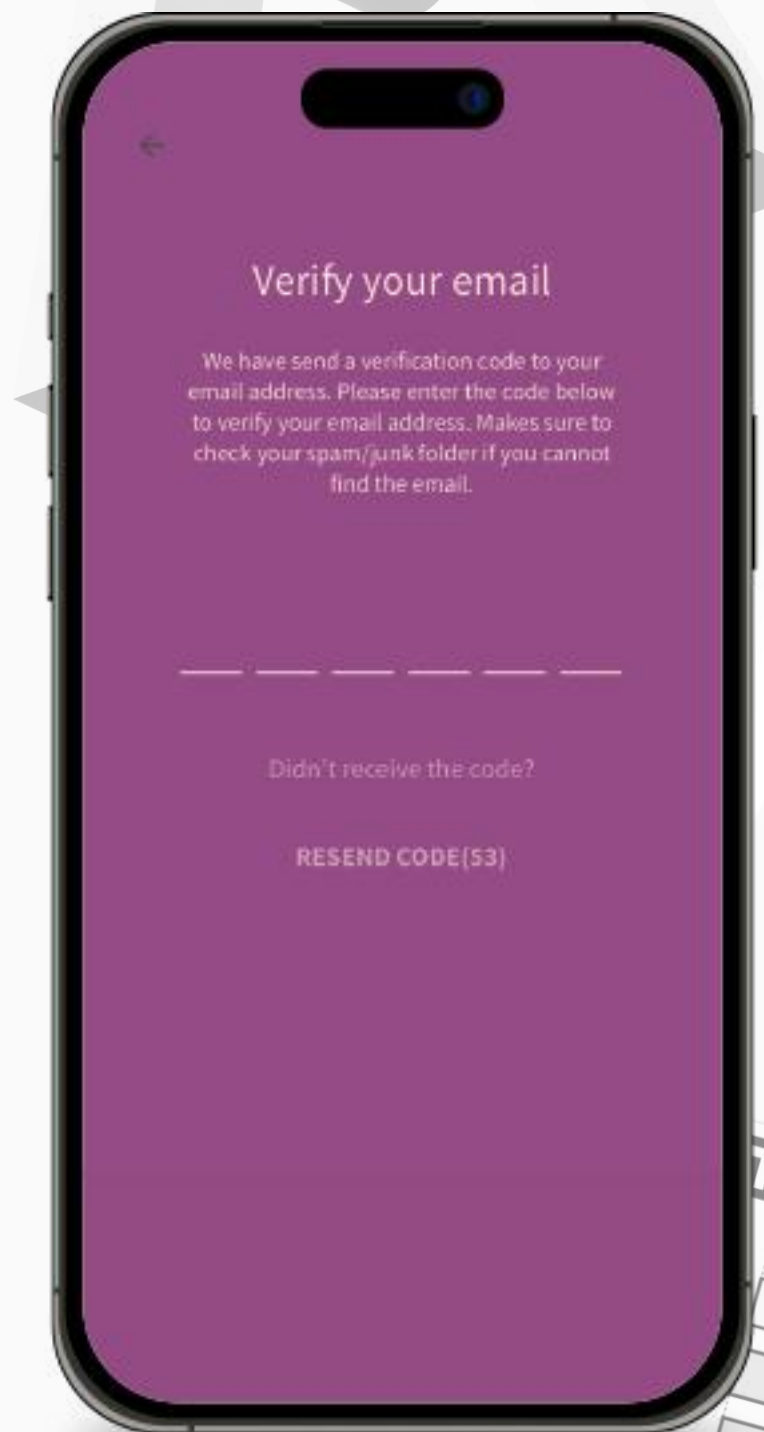 Verify your email
We have send a verification code to your
email address. Please enter the code below
to verify your email address. Makes sure to
check your spam/junk folder if you cannot
find the email.
Didn't receive the code?
RESEND CODE(53)